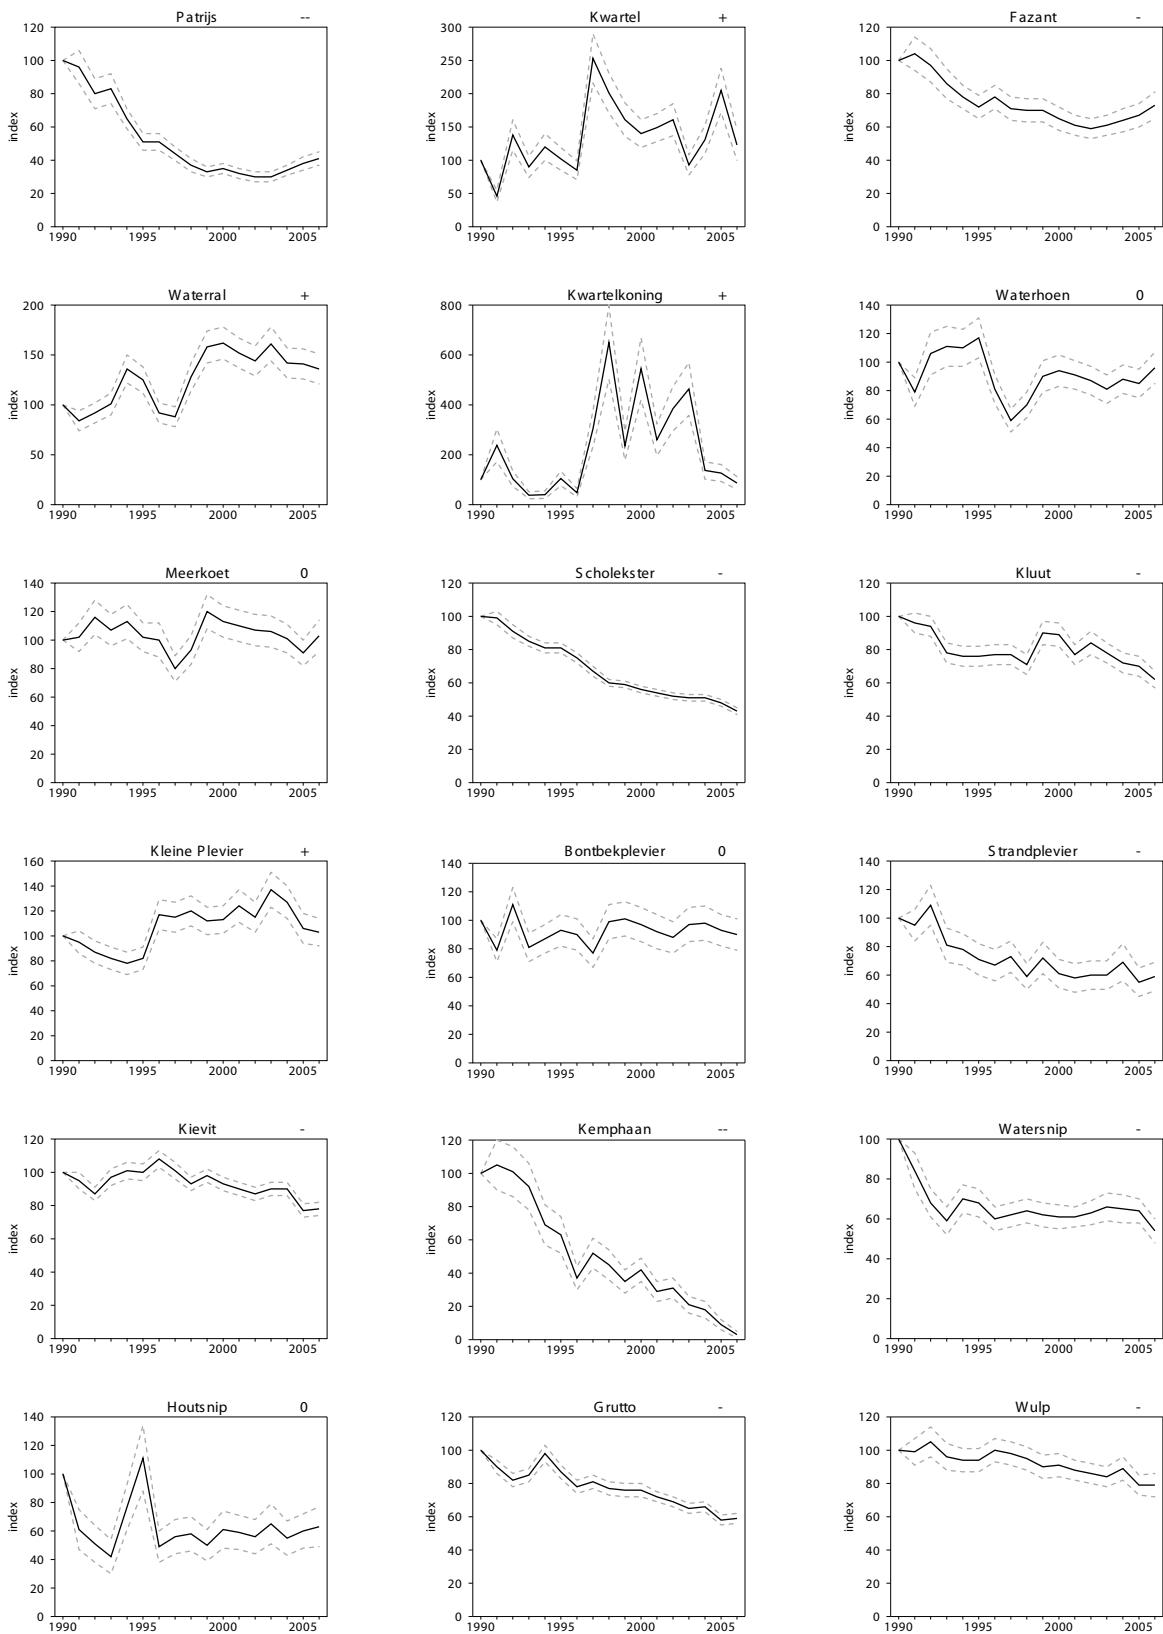 Patrijs --
120
100
80
60
40
20
0
index
1990 1995 2000 2005
Kwartel +
300
250
200
150
100
50
0
index
1990 1995 2000 2005
Fazant -
120
100
80
60
40
20
0
index
1990 1995 2000 2005
Waterral +
200
150
100
50
0
index
1990 1995 2000 2005
Kwartelkoning +
800
600
400
200
0
index
1990 1995 2000 2005
Waterhoen 0
140
120
100
80
60
40
20
0
index
1990 1995 2000 2005
Meerkoet 0
140
120
100
80
60
40
20
0
index
1990 1995 2000 2005
Scholekster -
120
100
80
60
40
20
0
index
1990 1995 2000 2005
Kluut -
120
100
80
60
40
20
0
index
1990 1995 2000 2005
Kleine Plevier +
160
140
120
100
80
60
40
20
0
index
1990 1995 2000 2005
Bontbekplevier 0
140
120
100
80
60
40
20
0
index
1990 1995 2000 2005
Strandplevier -
140
120
100
80
60
40
20
0
index
1990 1995 2000 2005
Kievit -
120
100
80
60
40
20
0
index
1990 1995 2000 2005
Kemphaan --
120
100
80
60
40
20
0
index
1990 1995 2000 2005
Watersnip -
100
80
60
40
20
0
index
1990 1995 2000 2005
Houtsnip 0
140
120
100
80
60
40
20
0
index
1990 1995 2000 2005
Grutto -
120
100
80
60
40
20
0
index
1990 1995 2000 2005
Wulp -
120
100
80
60
40
20
0
index
1990 1995 2000 2005